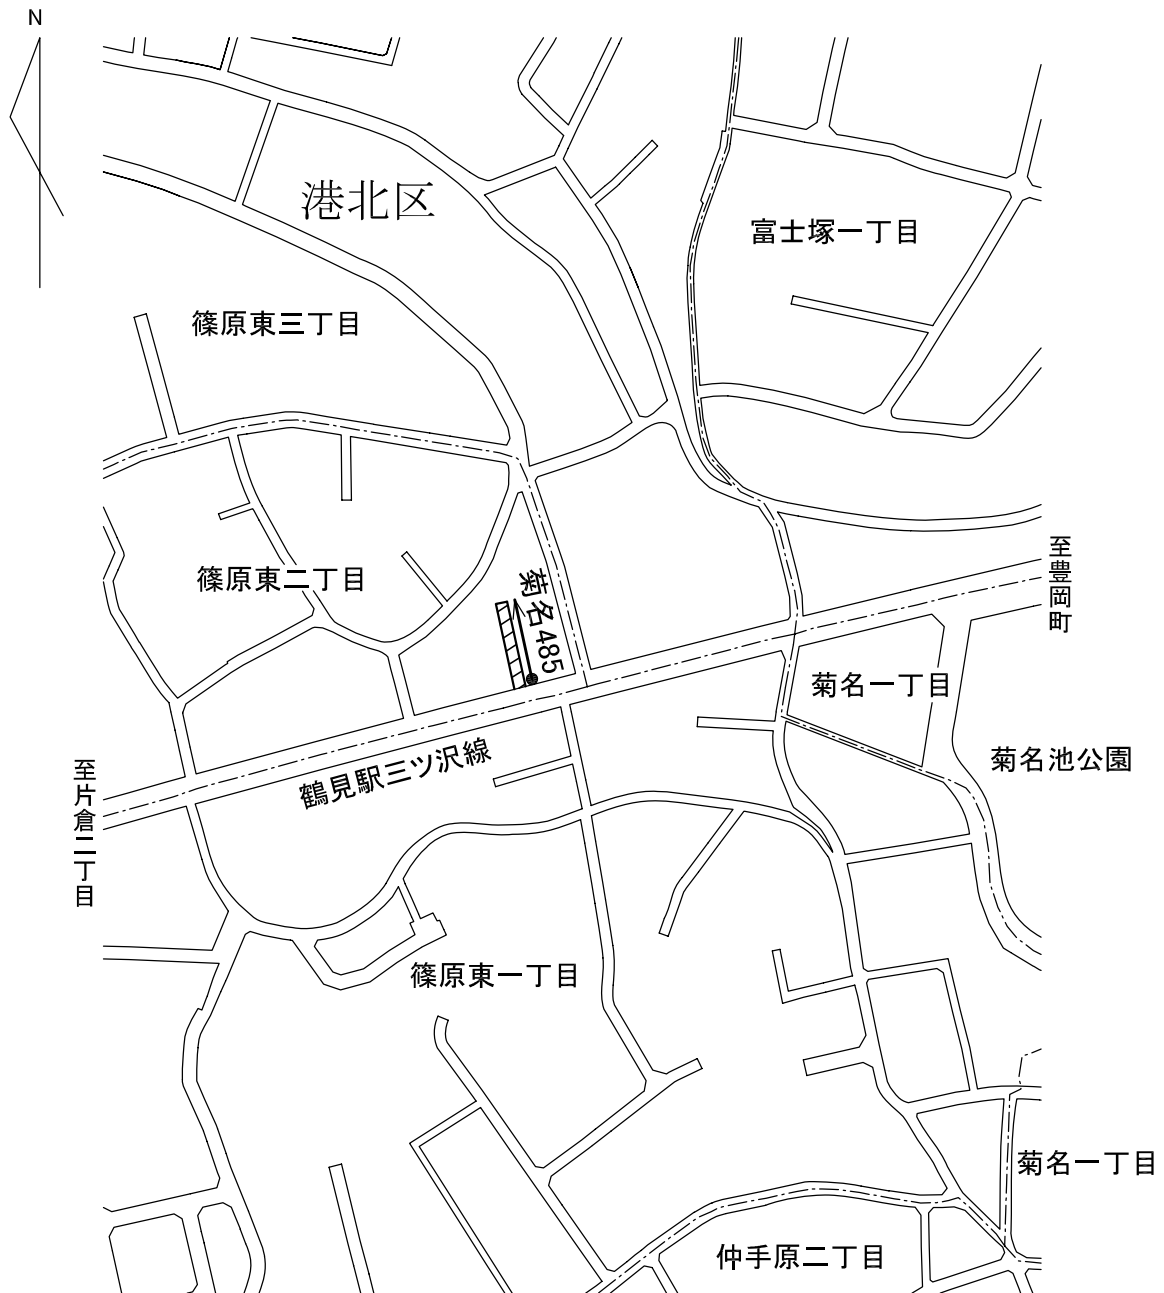 N
港北区
富士塚一丁目
篠原東三丁目
至豊岡町
篠原東二丁目
菊名485
菊名一丁目
菊名池公園
鶴見駅三ツ沢線
至片倉二丁目
篠原東一丁目
菊名一丁目
仲手原二丁目